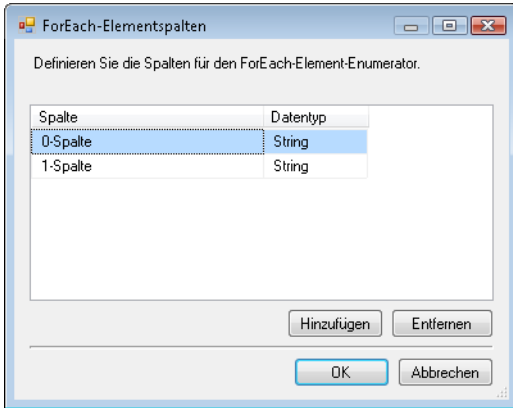 ForEach-Elementspalten
Definieren Sie die Spalten für den ForEach-Element-Enumerator.
Spalte Datentyp
0-Spalte String
1-Spalte String
Hinzufügen Entfernen
OK Abbrechen